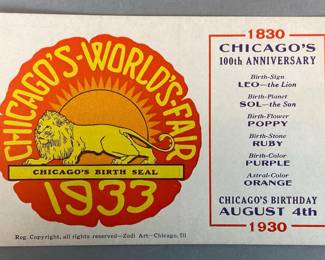 CHICAGO'S·WORLD'S·FAIR
CHICAGO'S BIRTH SEAL
1933
Reg. Copyright, all rights reserved—Zodi Art—Chicago, Ill
1830
CHICAGO'S
100th ANNIVERSARY
Birth-Sign
LEO—the Lion
Birth-Planet
SOL—the Sun
Birth-Flower
POPPY
Birth-Stone
RUBY
Birth-Color
PURPLE
Astral-Color
ORANGE
CHICAGO'S BIRTHDAY
AUGUST 4th
1930